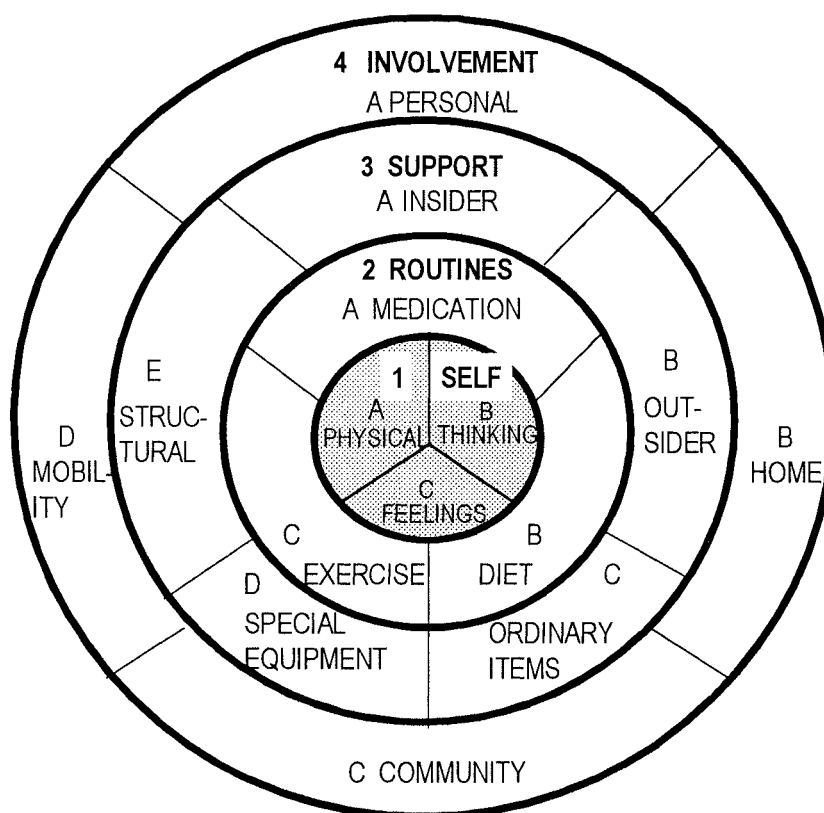 4 INVOLVEMENT
A PERSONAL
3 SUPPORT
A INSIDER
2 ROUTINES
A MEDICATION
1 SELF
A
PHYSICAL
B
THINKING
C
FEELINGS
B
DIET
C
EXERCISE
B
OUT-
SIDER
C
ORDINARY
ITEMS
D
SPECIAL
EQUIPMENT
E
STRUC-
TURAL
B
HOME
C COMMUNITY
D
MOBIL-
ITY